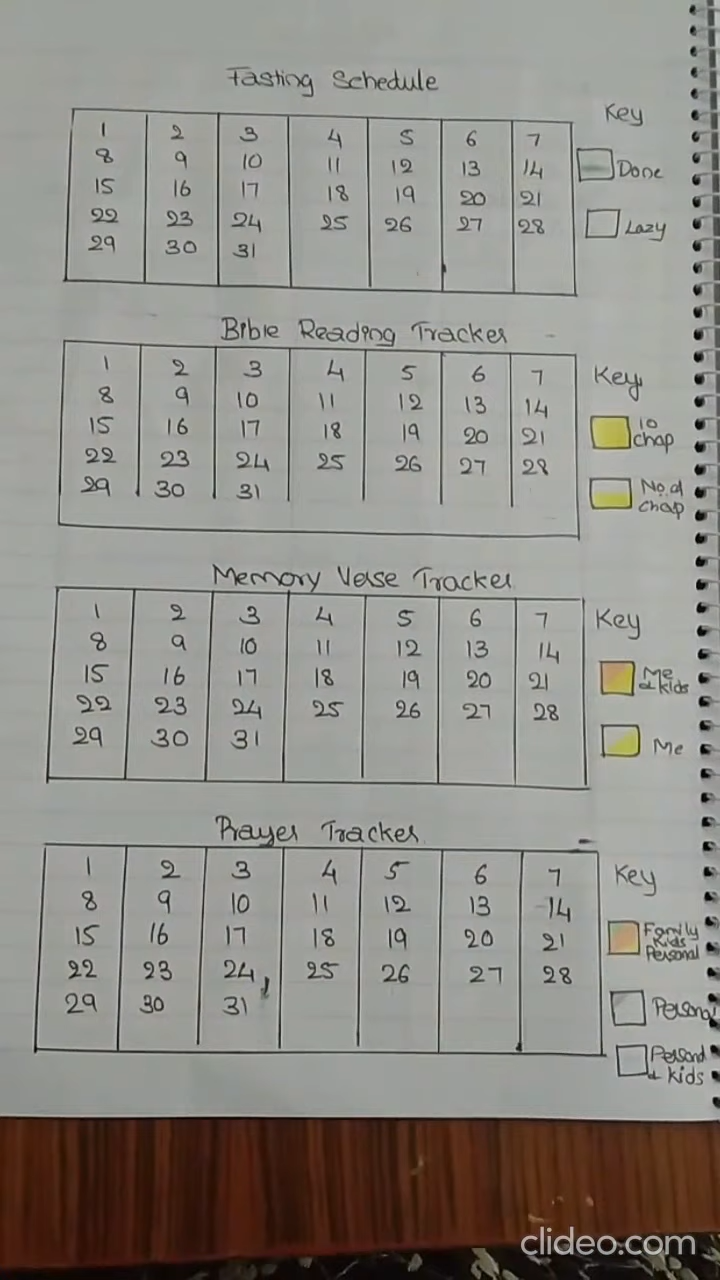 Fasting Schedule
Key
1 2 3 4 5 6 7
8 9 10 11 12 13 14
Done
15 16 17 18 19 20 21
22 23 24 25 26 27 28
Lazy
29 30 31
Bible Reading Tracker
Key
1 2 3 4 5 6 7
8 9 10 11 12 13 14
10
chap
15 16 17 18 19 20 21
22 23 24 25 26 27 28
29 30 31
No. of
chap
Memory Verse Tracker
Key
1 2 3 4 5 6 7
8 9 10 11 12 13 14
15 16 17 18 19 20 21
Me
& kids
22 23 24 25 26 27 28
29 30 31
Me
Prayer Tracker
Key
1 2 3 4 5 6 7
8 9 10 11 12 13 14
15 16 17 18 19 20 21
Family
Kids
Personal
22 23 24 25 26 27 28
29 30 31
Personal
Personal
& kids
clideo.com